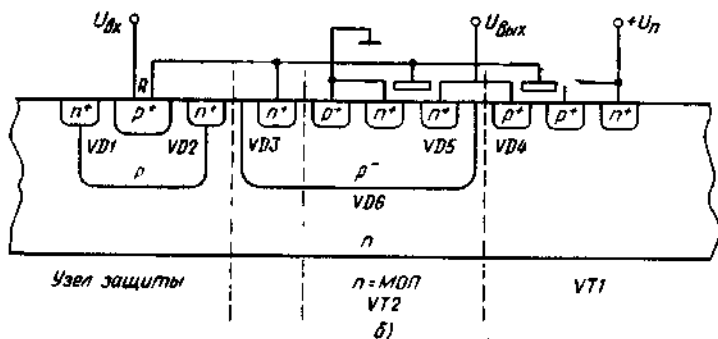 Uвх Uвых +Uп
R
n+ p+ n+ n+ p+ n+ n+ p+ p+ n+
VD1 VD2 VD3 VD5 VD4
p p⁻
VD6
n
Узел защиты n=МОП VT1
VT2
б)